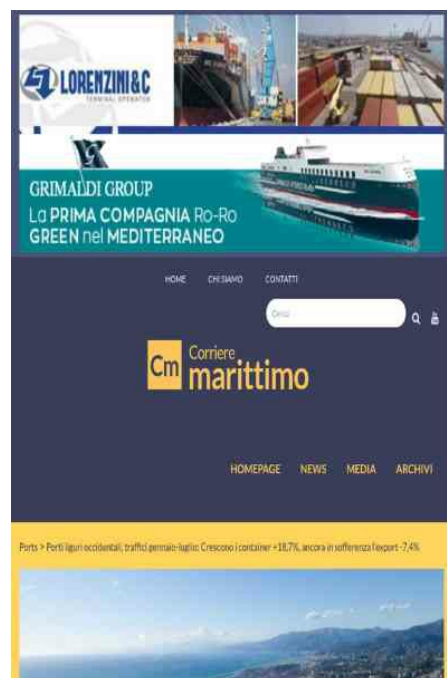 LORENZINI & C
TERMINAL OPERATOR
GRIMALDI GROUP
La PRIMA COMPAGNIA Ro-Ro
GREEN nel MEDITERRANEO
HOME CHI SIAMO CONTATTI
Cerca
Cm Corriere
marittimo
HOMEPAGE NEWS MEDIA ARCHIVI
Ports > Porti liguri occidentali, traffici gennaio-luglio: Crescono i container +18,7%, ancora in sofferenza l'export -7,4%